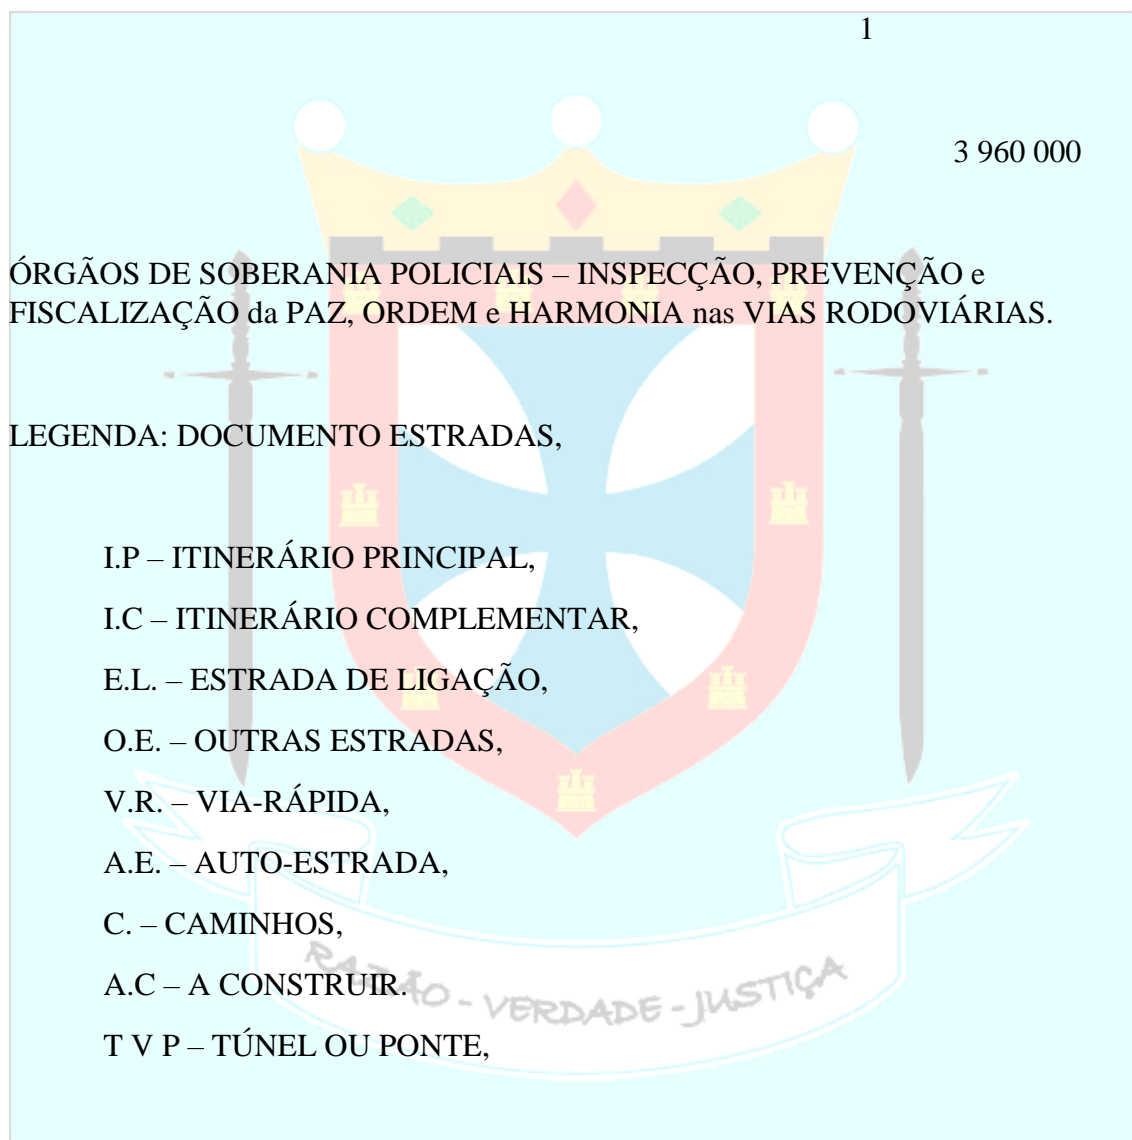 1
3 960 000
ÓRGÃOS DE SOBERANIA POLICIAIS – INSPECÇÃO, PREVENÇÃO e
FISCALIZAÇÃO da PAZ, ORDEM e HARMONIA nas VIAS RODOVIÁRIAS.
LEGENDA: DOCUMENTO ESTRADAS,
I.P – ITINERÁRIO PRINCIPAL,
I.C – ITINERÁRIO COMPLEMENTAR,
E.L. – ESTRADA DE LIGAÇÃO,
O.E. – OUTRAS ESTRADAS,
V.R. – VIA-RÁPIDA,
A.E. – AUTO-ESTRADA,
C. – CAMINHOS,
A.C – A CONSTRUIR.
T V P – TÚNEL OU PONTE,
RAZÃO - VERDADE - JUSTIÇA